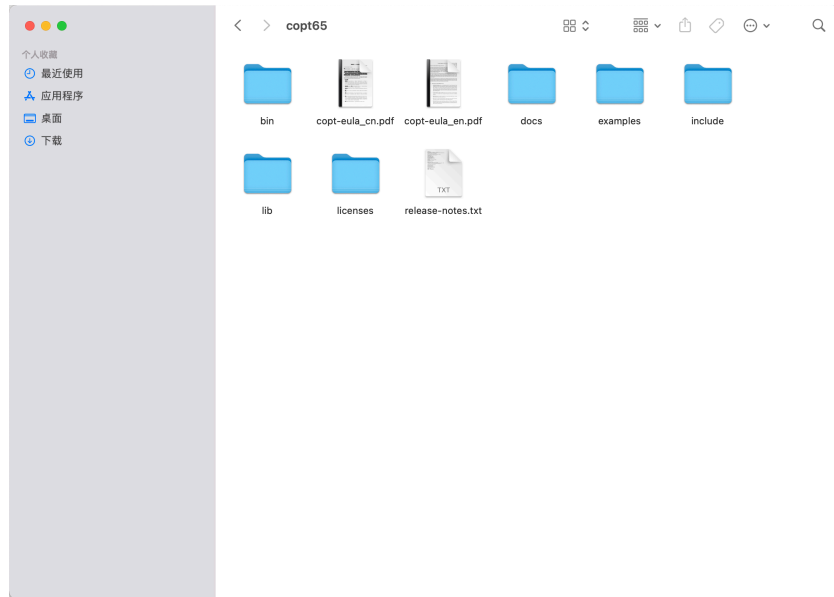 copt65
个人收藏
最近使用
应用程序
桌面
下载
bin
copt-eula_cn.pdf
copt-eula_en.pdf
docs
examples
include
TXT
lib
licenses
release-notes.txt